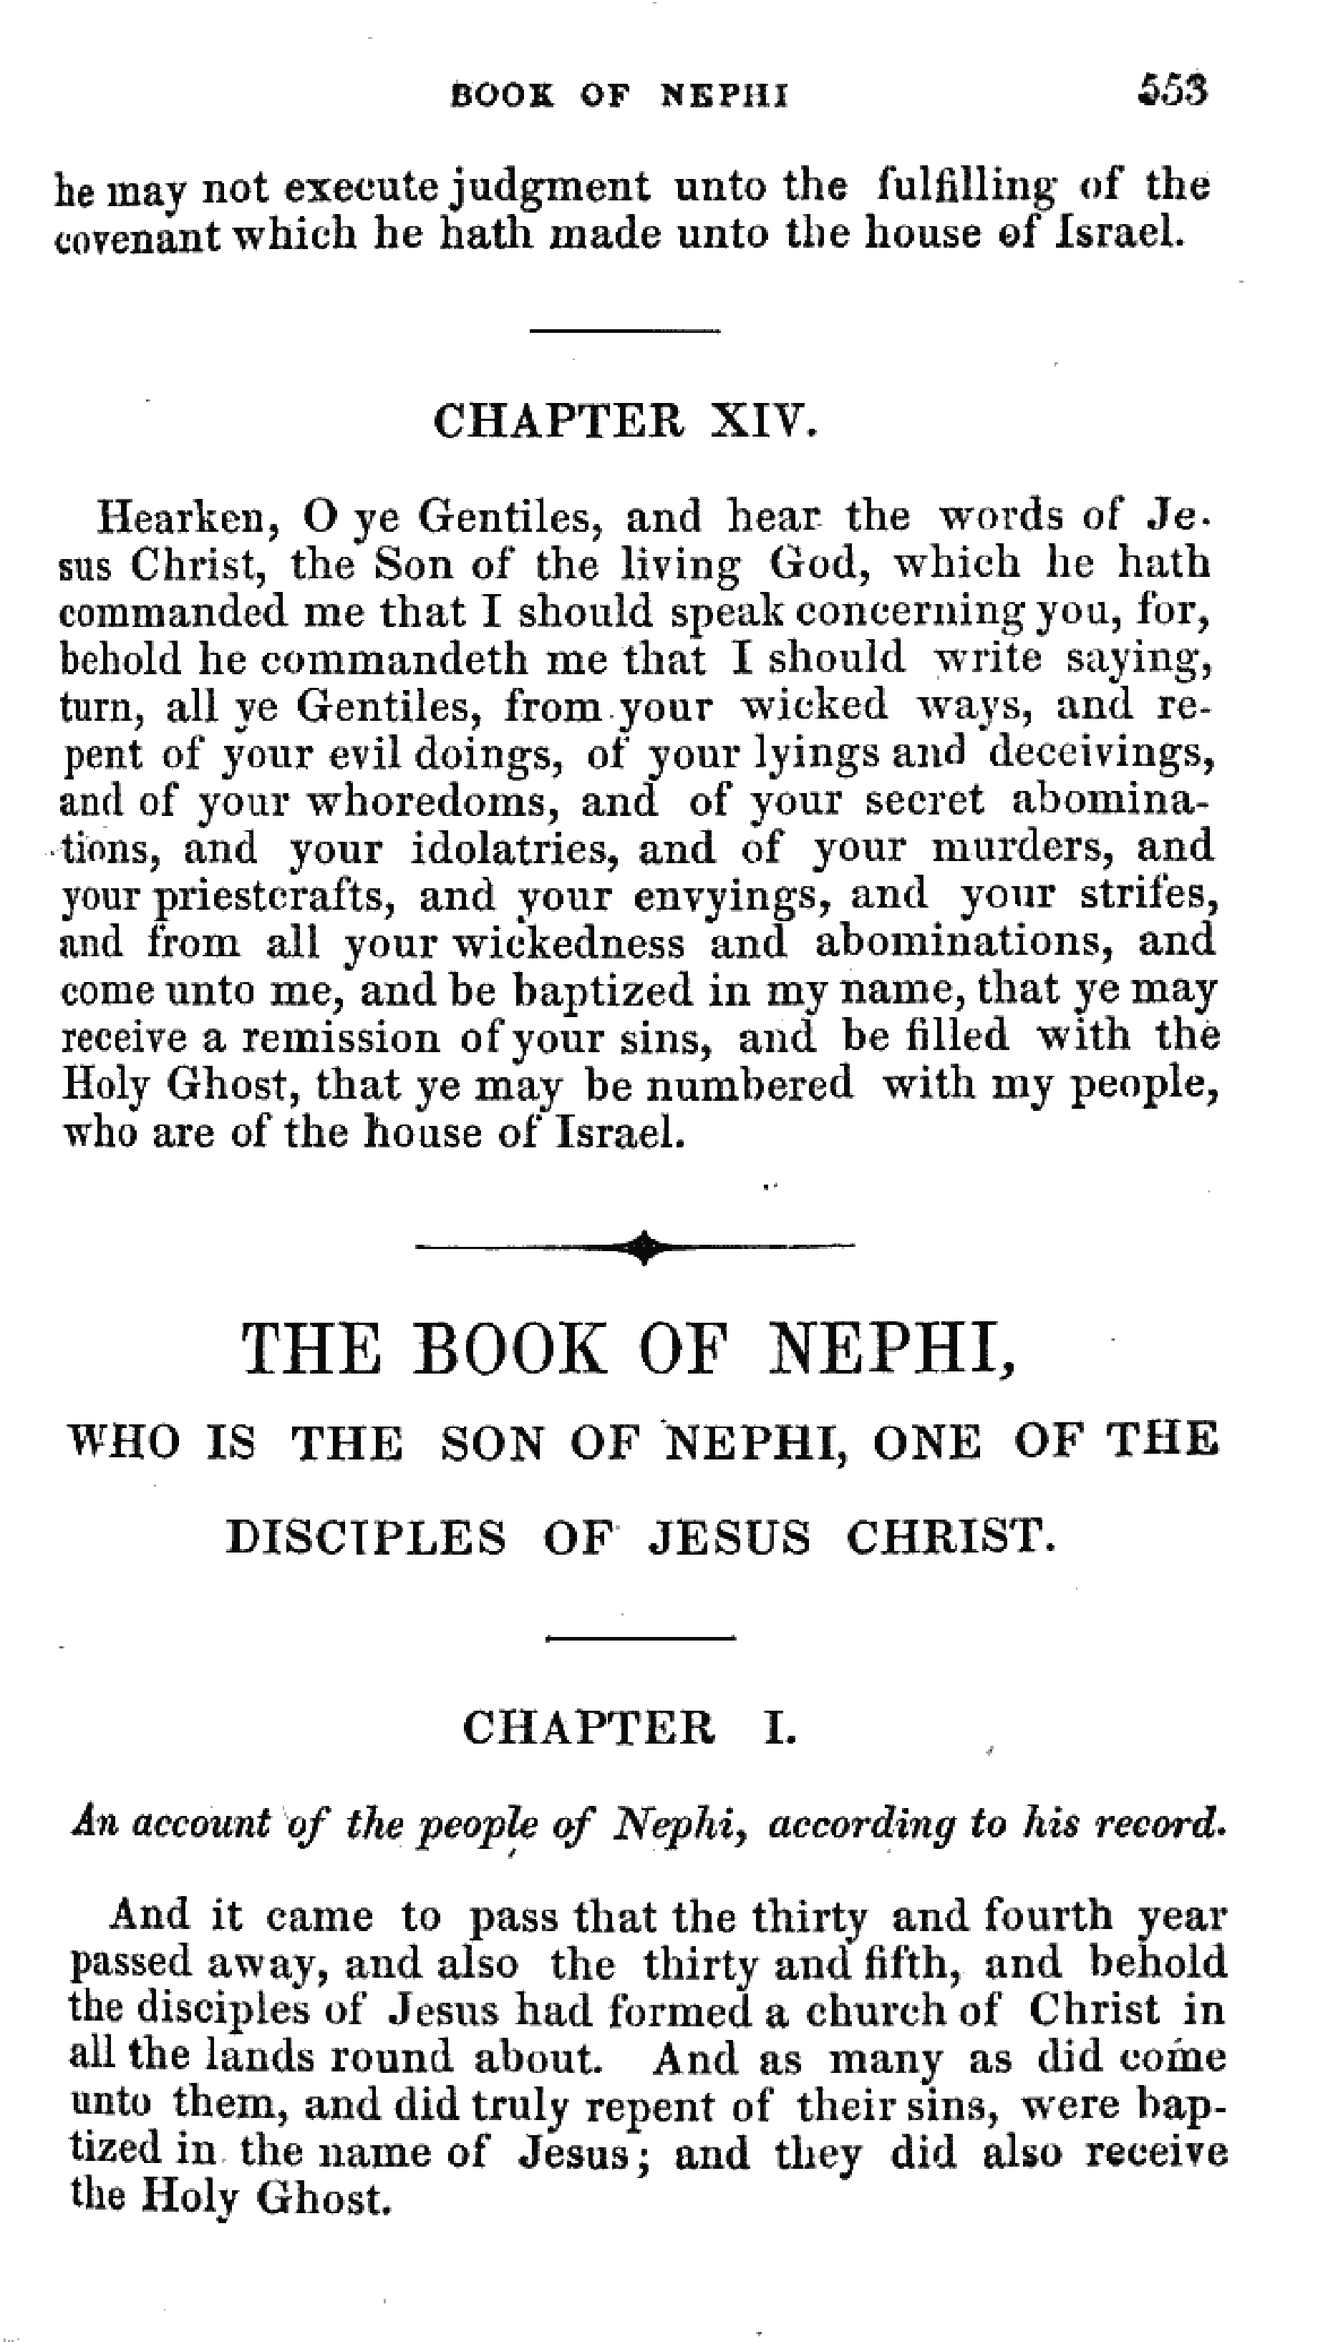 BOOK OF NEPHI 553
he may not execute judgment unto the fulfilling of the
covenant which he hath made unto the house of Israel.
CHAPTER XIV.
Hearken, O ye Gentiles, and hear the words of Je-
sus Christ, the Son of the living God, which he hath
commanded me that I should speak concerning you, for,
behold he commandeth me that I should write saying,
turn, all ye Gentiles, from your wicked ways, and re-
pent of your evil doings, of your lyings and deceivings,
and of your whoredoms, and of your secret abomina-
tions, and your idolatries, and of your murders, and
your priestcrafts, and your envyings, and your strifes,
and from all your wickedness and abominations, and
come unto me, and be baptized in my name, that ye may
receive a remission of your sins, and be filled with the
Holy Ghost, that ye may be numbered with my people,
who are of the house of Israel.
THE BOOK OF NEPHI,
WHO IS THE SON OF NEPHI, ONE OF THE
DISCIPLES OF JESUS CHRIST.
CHAPTER I.
An account of the people of Nephi, according to his record.
And it came to pass that the thirty and fourth year
passed away, and also the thirty and fifth, and behold
the disciples of Jesus had formed a church of Christ in
all the lands round about. And as many as did come
unto them, and did truly repent of their sins, were bap-
tized in the name of Jesus; and they did also receive
the Holy Ghost.